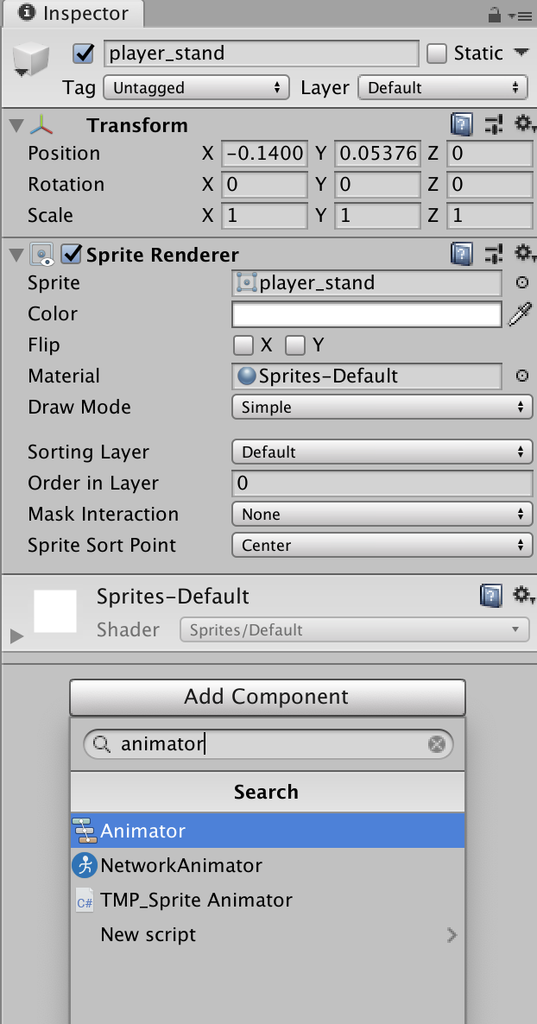 Inspector
player_stand Static
Tag Untagged Layer Default
Transform
Position X -0.1400 Y 0.05376 Z 0
Rotation X 0 Y 0 Z 0
Scale X 1 Y 1 Z 1
Sprite Renderer
Sprite player_stand
Color
Flip X Y
Material Sprites-Default
Draw Mode Simple
Sorting Layer Default
Order in Layer 0
Mask Interaction None
Sprite Sort Point Center
Sprites-Default
Shader Sprites/Default
Add Component
animator
Search
Animator
NetworkAnimator
C# TMP_Sprite Animator
New script